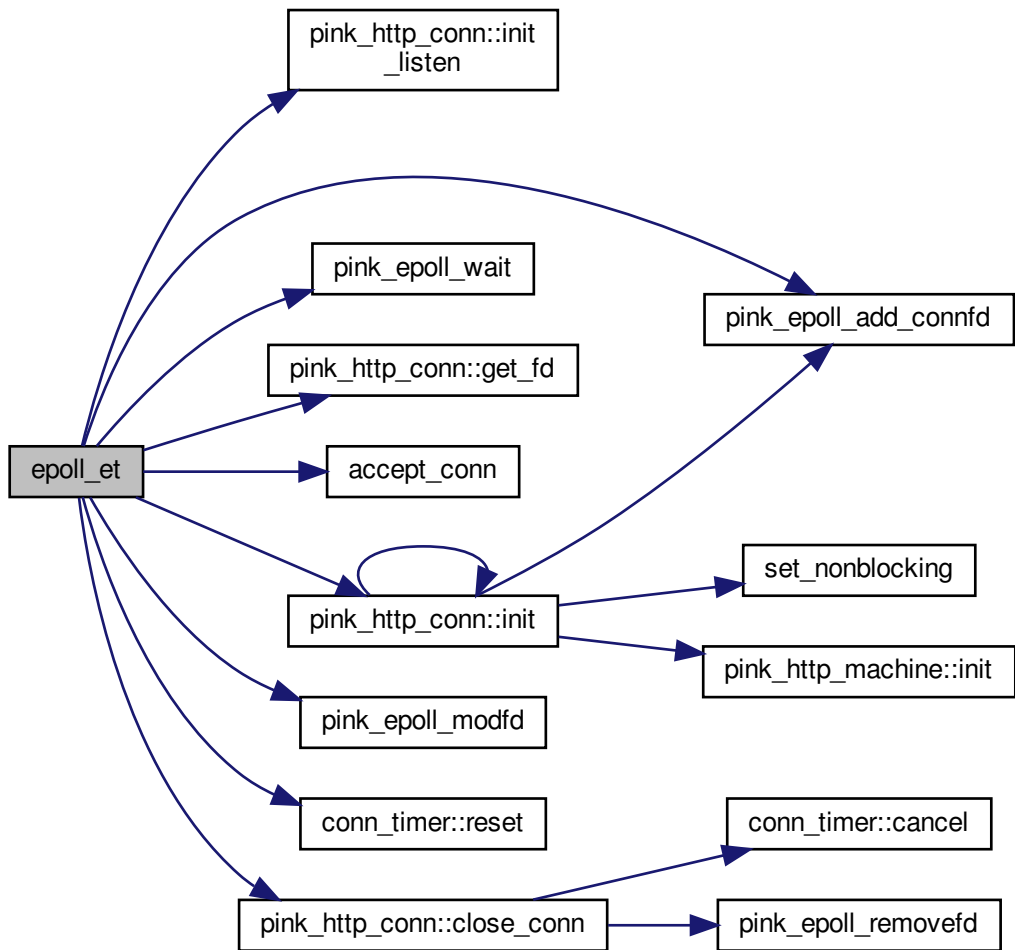 pink_http_conn::init
_listen
pink_epoll_wait
pink_epoll_add_connfd
pink_http_conn::get_fd
epoll_et
accept_conn
set_nonblocking
pink_http_conn::init
pink_http_machine::init
pink_epoll_modfd
conn_timer::reset
conn_timer::cancel
pink_http_conn::close_conn
pink_epoll_removefd